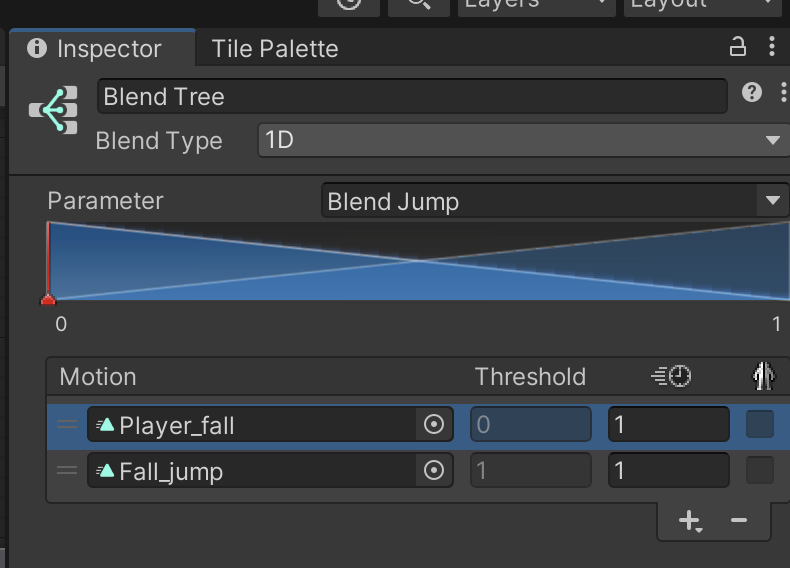 Layers
Layout
Inspector
Tile Palette
Blend Tree
Blend Type
1D
Parameter
Blend Jump
0
1
Motion
Threshold
Player_fall
0
1
Fall_jump
1
1